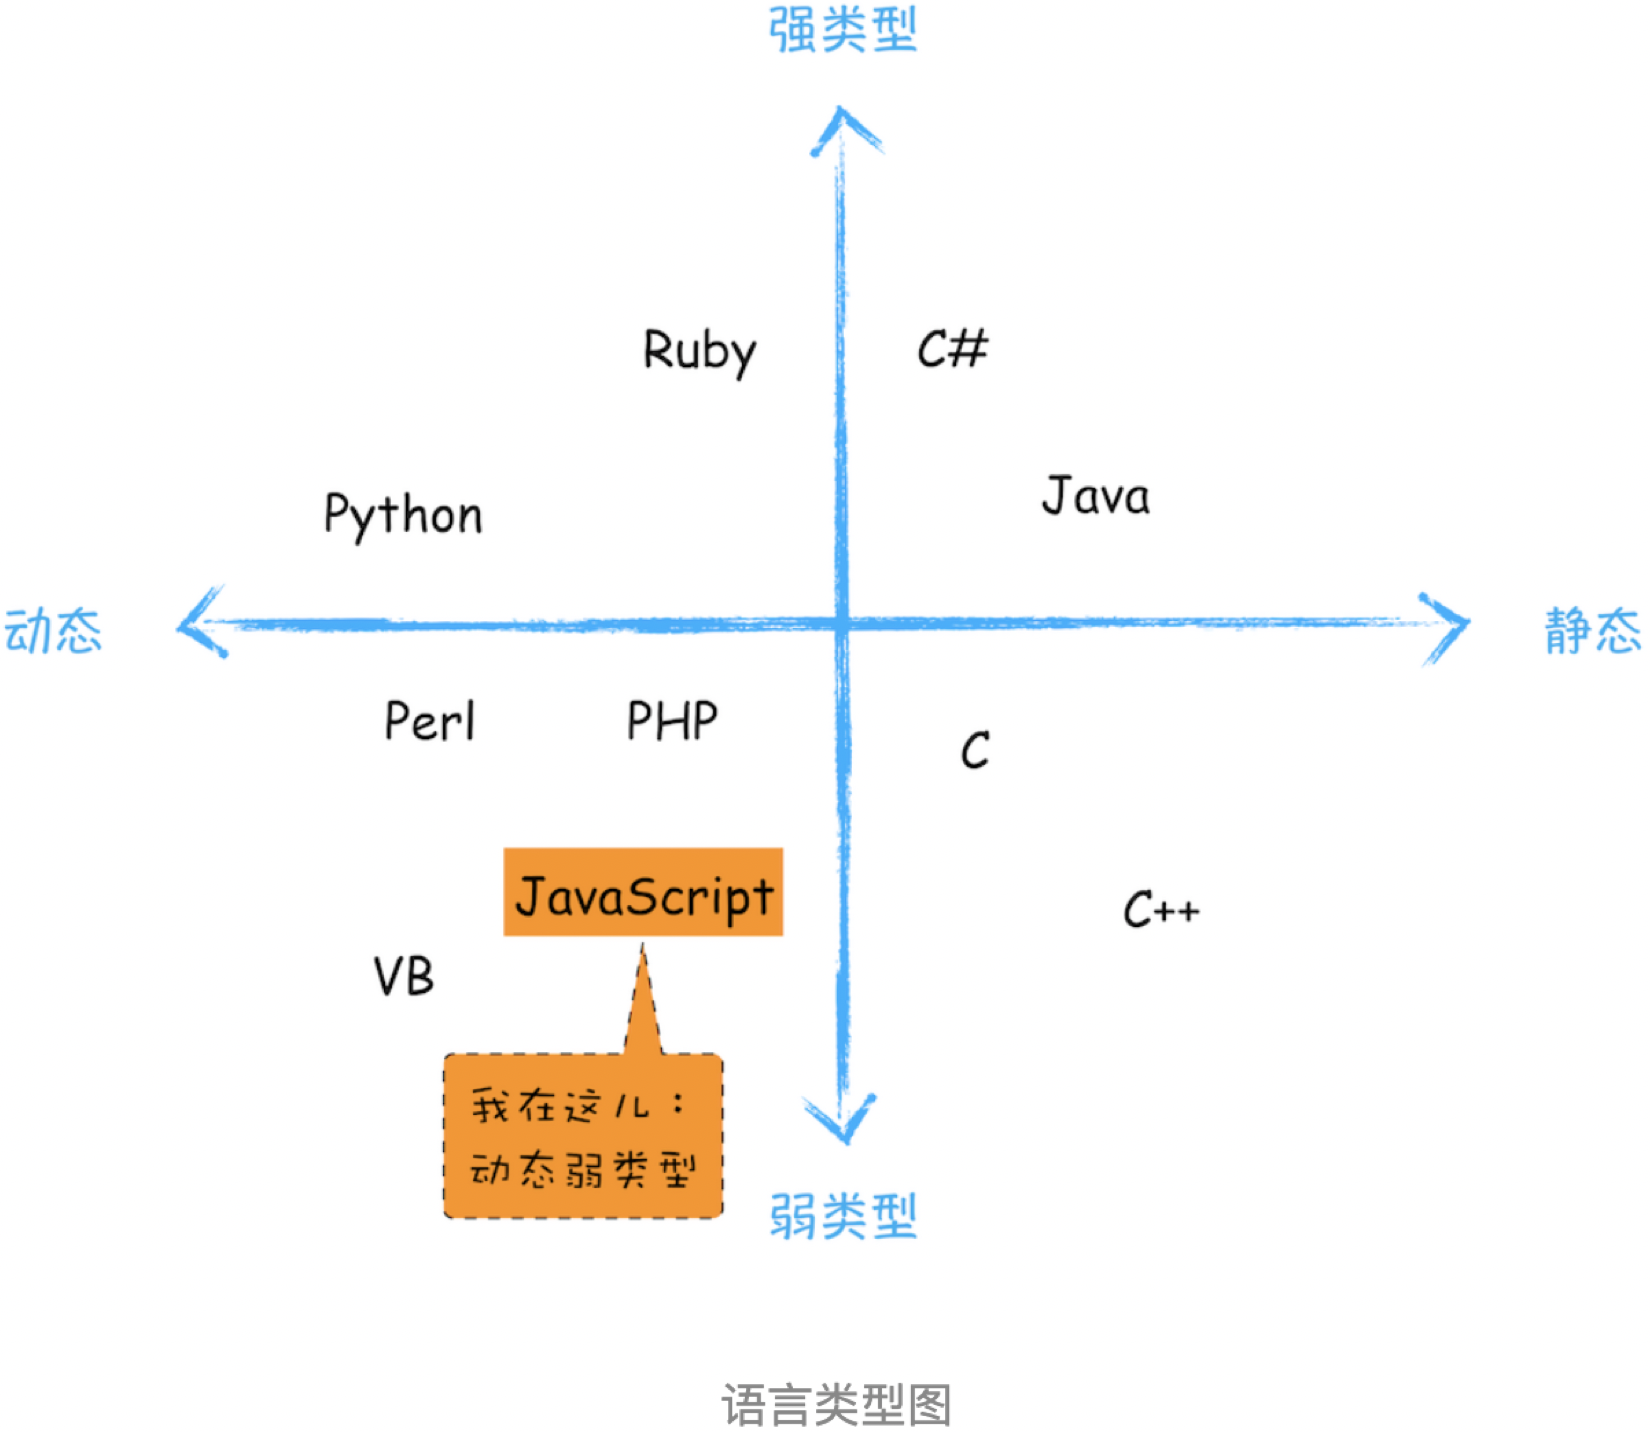 强类型
Ruby
C#
Java
Python
动态
静态
Perl
PHP
C
JavaScript
C++
VB
我在这儿：
动态弱类型
弱类型
语言类型图